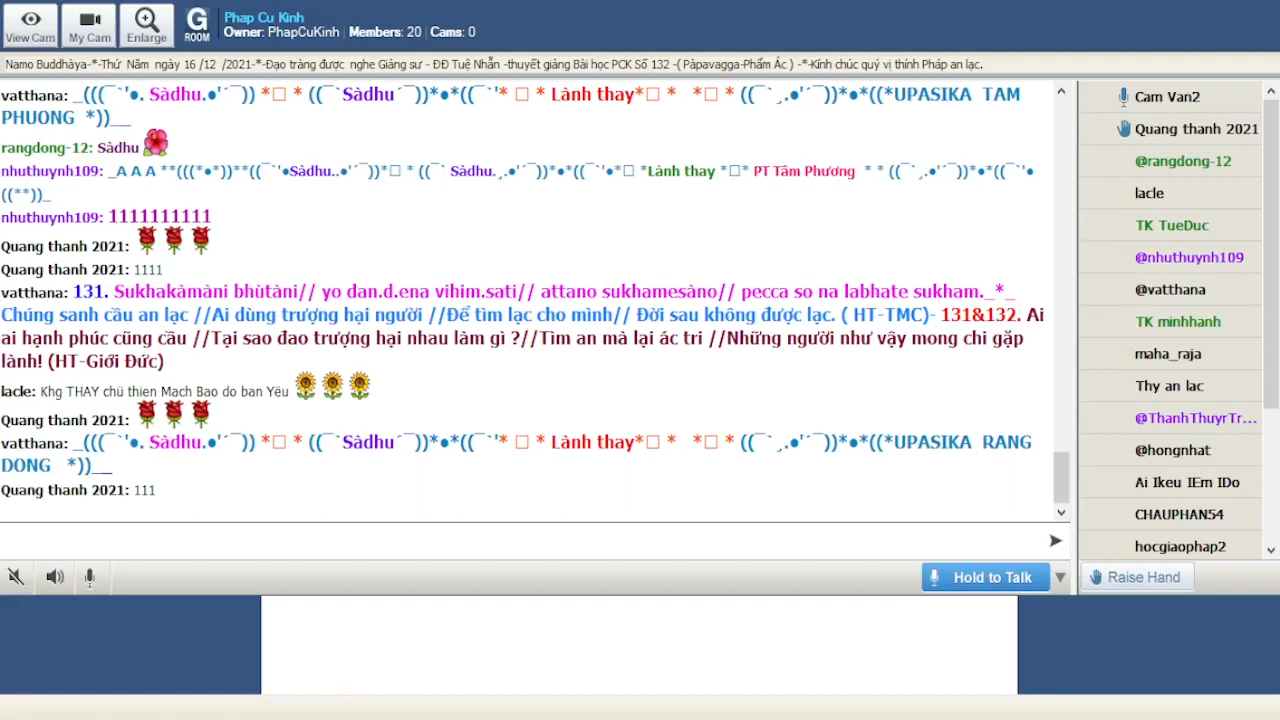 View Cam
My Cam
Enlarge
G ROOM
Phap Cu Kinh
Owner: PhapCuKinh | Members: 20 | Cams: 0
Namo Buddhàya-*-Thứ Năm ngày 16 /12 /2021-*-Đạo tràng được nghe Giảng sư - ĐĐ Tuệ Nhẫn -thuyết giảng Bài học PCK Số 132 -( Pàpavagga-Phẩm Ác ) -*-Kính chúc quý vị thính Pháp an lạc.
vatthana: _(((¯`'●. Sàdhu.●'´¯)) *□ * ((¯`Sàdhu´¯))*●*((¯`'* □ * Lành thay*□ * *□ * ((¯`¸.●'´¯))*●*((*UPASIKA TAM
PHUONG *))__
rangdong-12: Sàdhu
nhuthuynh109: _A A A **(((*●*))**((¯`'●Sàdhu..●'´¯))*□ * ((¯` Sàdhu.¸.●'´¯))*●*((¯`'●*□ *Lành thay *□* PT Tâm Phương * * ((¯`¸.●'´¯))*●*((¯`'●
((**))_
nhuthuynh109: 1111111111
Quang thanh 2021:
Quang thanh 2021: 1111
vatthana: 131. Sukhakàmàni bhùtàni// yo dan.d.ena vihim.sati// attano sukhamesàno// pecca so na labhate sukham._*_
Chúng sanh cầu an lạc //Ai dùng trượng hại người //Để tìm lạc cho mình// Đời sau không được lạc. ( HT-TMC)- 131&132. Ai
ai hạnh phúc cũng cầu //Tại sao đao trượng hại nhau làm gì ?//Tìm an mà lại ác tri //Những người như vậy mong chi gặp
lành! (HT-Giới Đức)
lacle: Khg THAY chü thien Mach Bao do ban Yëu
Quang thanh 2021:
vatthana: _(((¯`'●. Sàdhu.●'´¯)) *□ * ((¯`Sàdhu´¯))*●*((¯`'* □ * Lành thay*□ * *□ * ((¯`¸.●'´¯))*●*((*UPASIKA RANG
DONG *))__
Quang thanh 2021: 111
Cam Van2
Quang thanh 2021
@rangdong-12
lacle
TK TueDuc
@nhuthuynh109
@vatthana
TK minhhanh
maha_raja
Thy an lac
@ThanhThuyrTr...
@hongnhat
Ai Ikeu IEm IDo
CHAUPHAN54
hocgiaophap2
Hold to Talk
Raise Hand